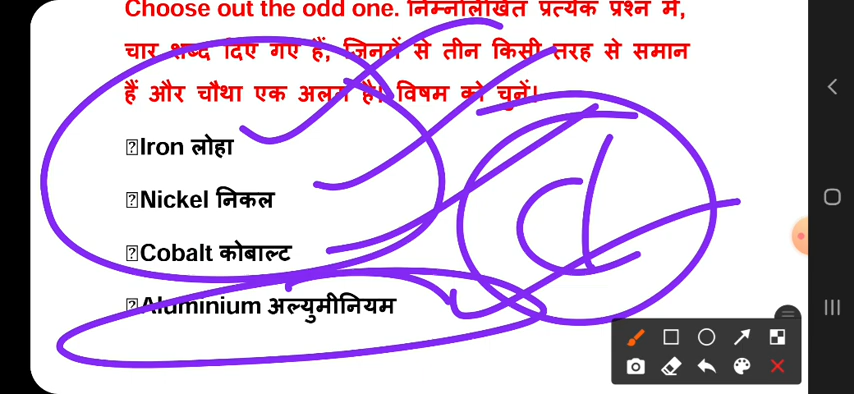 Choose out the odd one. निम्नलिखित प्रत्येक प्रश्न में,
चार शब्द दिए गए हैं, जिनमें से तीन किसी तरह से समान
हैं और चौथा एक अलग है। विषम को चुनें।
Iron लोहा
Nickel निकल
Cobalt कोबाल्ट
Aluminium अल्युमीनियम